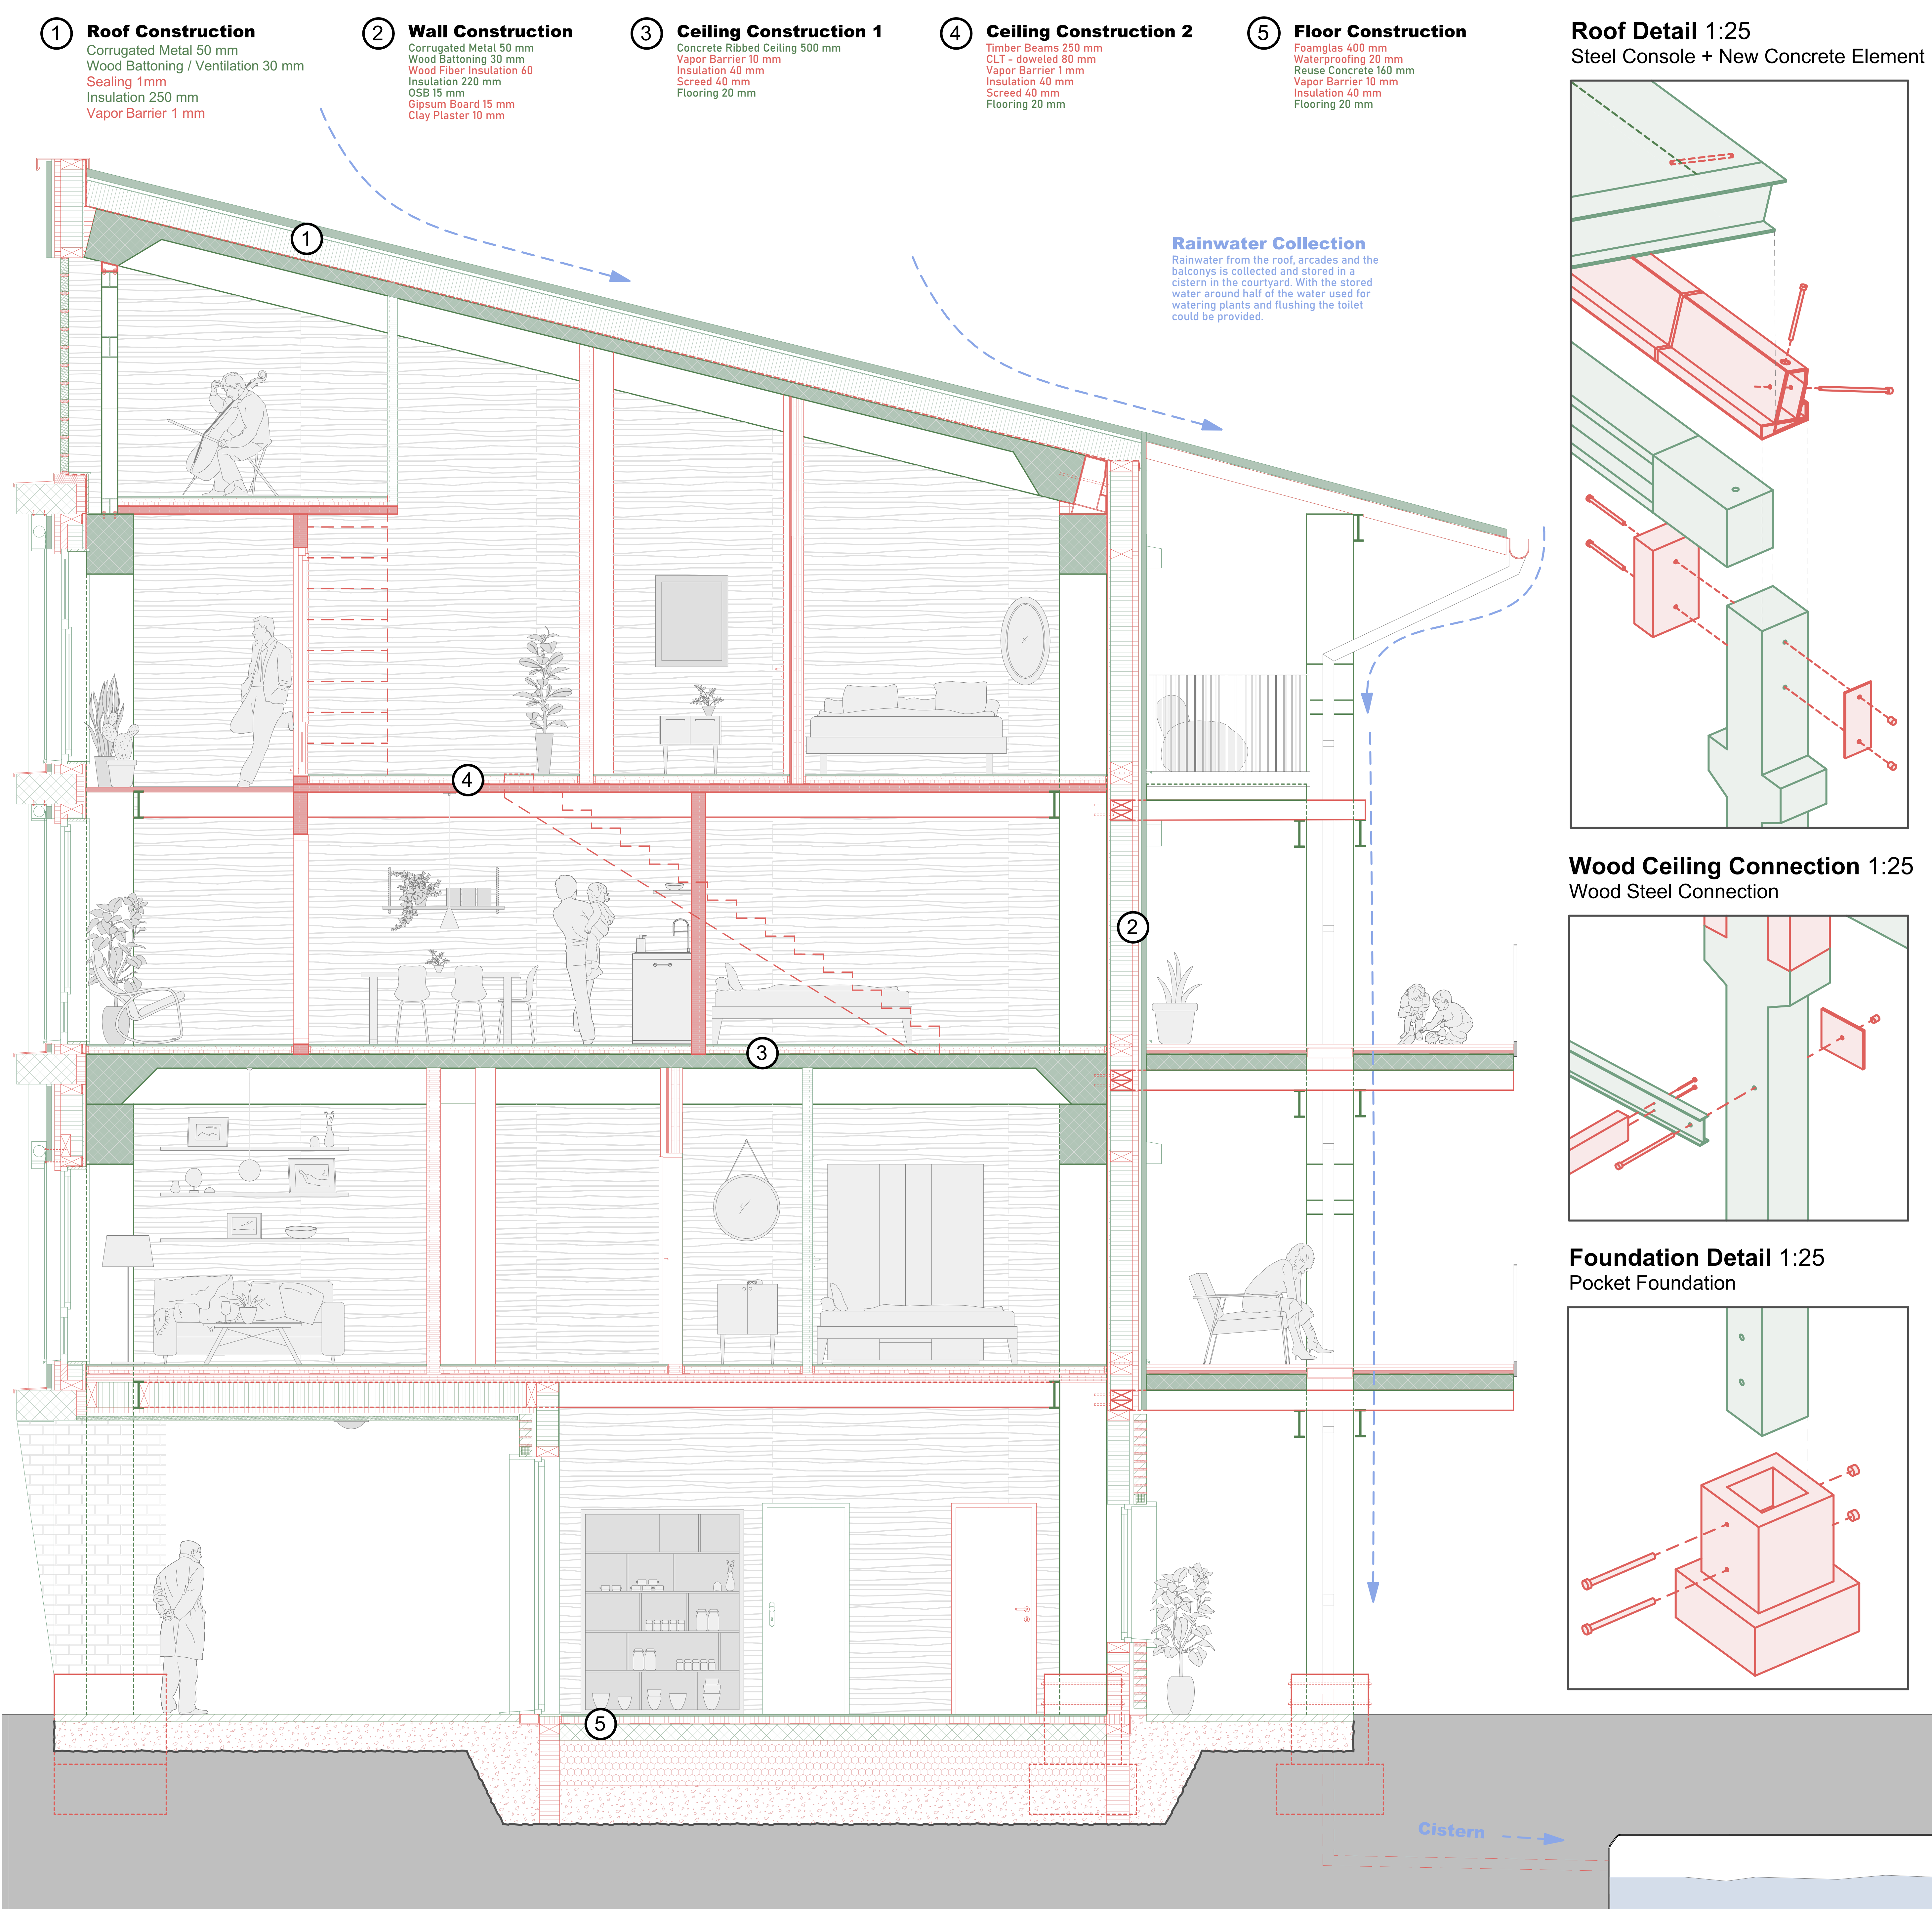 1 Roof Construction
Corrugated Metal 50 mm
Wood Battoning / Ventilation 30 mm
Sealing 1mm
Insulation 250 mm
Vapor Barrier 1 mm
2 Wall Construction
Corrugated Metal 50 mm
Wood Battoning 30 mm
Wood Fiber Insulation 60
Insulation 220 mm
OSB 15 mm
Gipsum Board 15 mm
Clay Plaster 10 mm
3 Ceiling Construction 1
Concrete Ribbed Ceiling 500 mm
Vapor Barrier 10 mm
Insulation 40 mm
Screed 40 mm
Flooring 20 mm
4 Ceiling Construction 2
Timber Beams 250 mm
CLT - doweled 80 mm
Vapor Barrier 1 mm
Insulation 40 mm
Screed 40 mm
Flooring 20 mm
5 Floor Construction
Foamglas 400 mm
Waterproofing 20 mm
Reuse Concrete 160 mm
Vapor Barrier 10 mm
Insulation 40 mm
Flooring 20 mm
Roof Detail 1:25
Steel Console + New Concrete Element
1
Rainwater Collection
Rainwater from the roof, arcades and the
balconys is collected and stored in a
cistern in the courtyard. With the stored
water around half of the water used for
watering plants and flushing the toilet
could be provided.
4
2
3
5
Wood Ceiling Connection 1:25
Wood Steel Connection
Foundation Detail 1:25
Pocket Foundation
Cistern